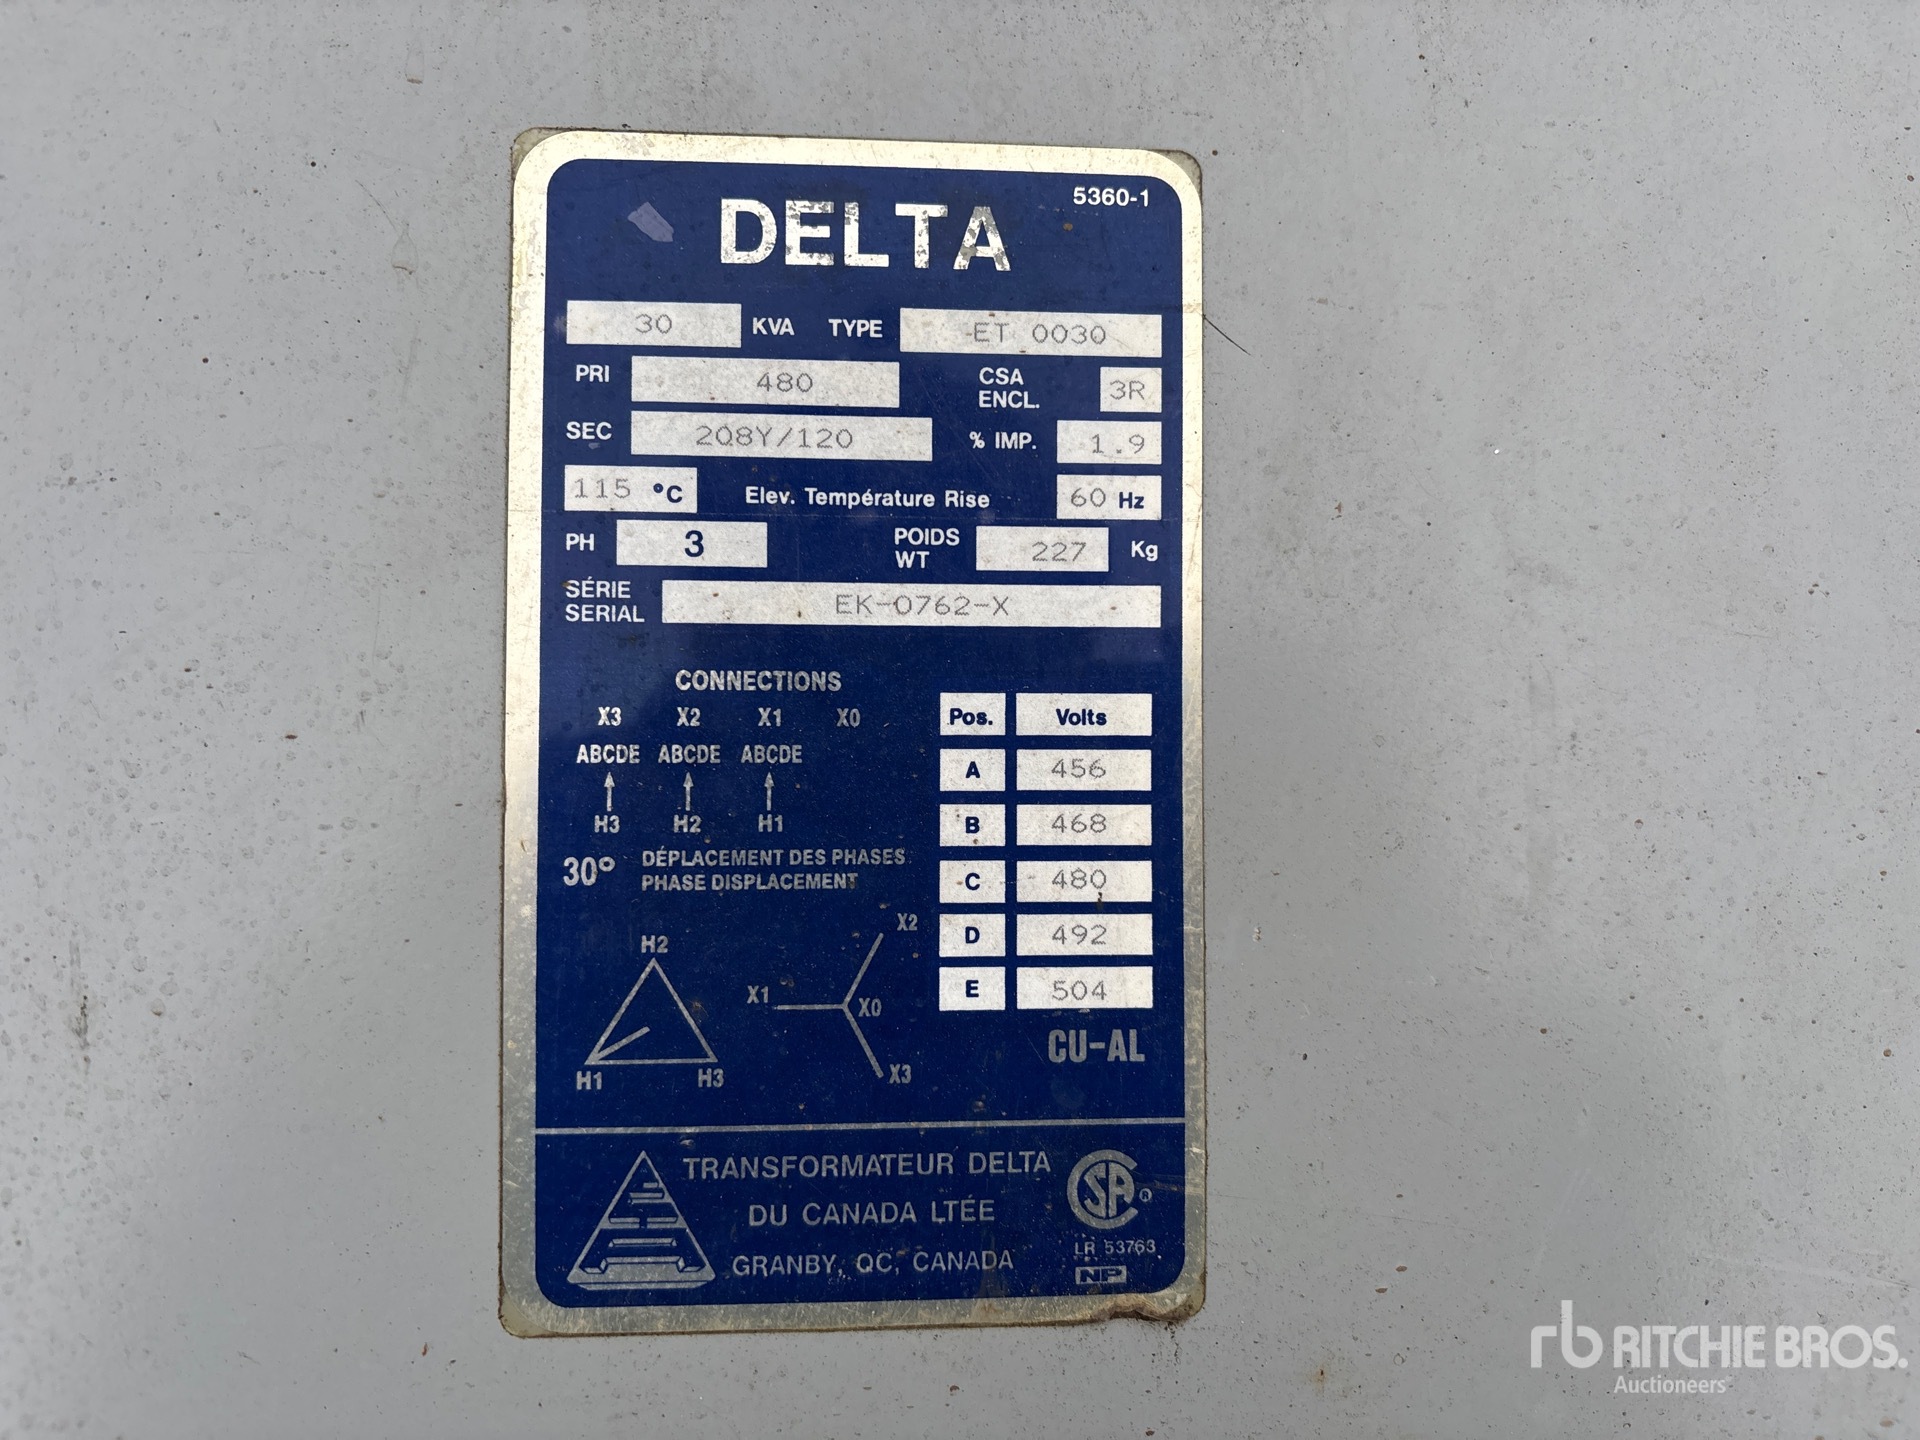 5360-1
DELTA
30 KVA TYPE ET 0030
PRI 480 CSA ENCL. 3R
SEC 208Y/120 % IMP. 1.9
115 °C Elev. Température Rise 60 Hz
PH 3 POIDS WT 227 Kg
SÉRIE
SERIAL EK-0762-X
CONNECTIONS
X3 X2 X1 X0
ABCDE ABCDE ABCDE
H3 H2 H1
30° DÉPLACEMENT DES PHASES
PHASE DISPLACEMENT
Pos. Volts
A 456
B 468
C 480
D 492
E 504
H2
H1 H3
X2
X1 X0
X3
CU-AL
TRANSFORMATEUR DELTA
DU CANADA LTÉE
GRANBY, QC, CANADA
CSA ®
LR 53763
NP
rb RITCHIE BROS.
Auctioneers